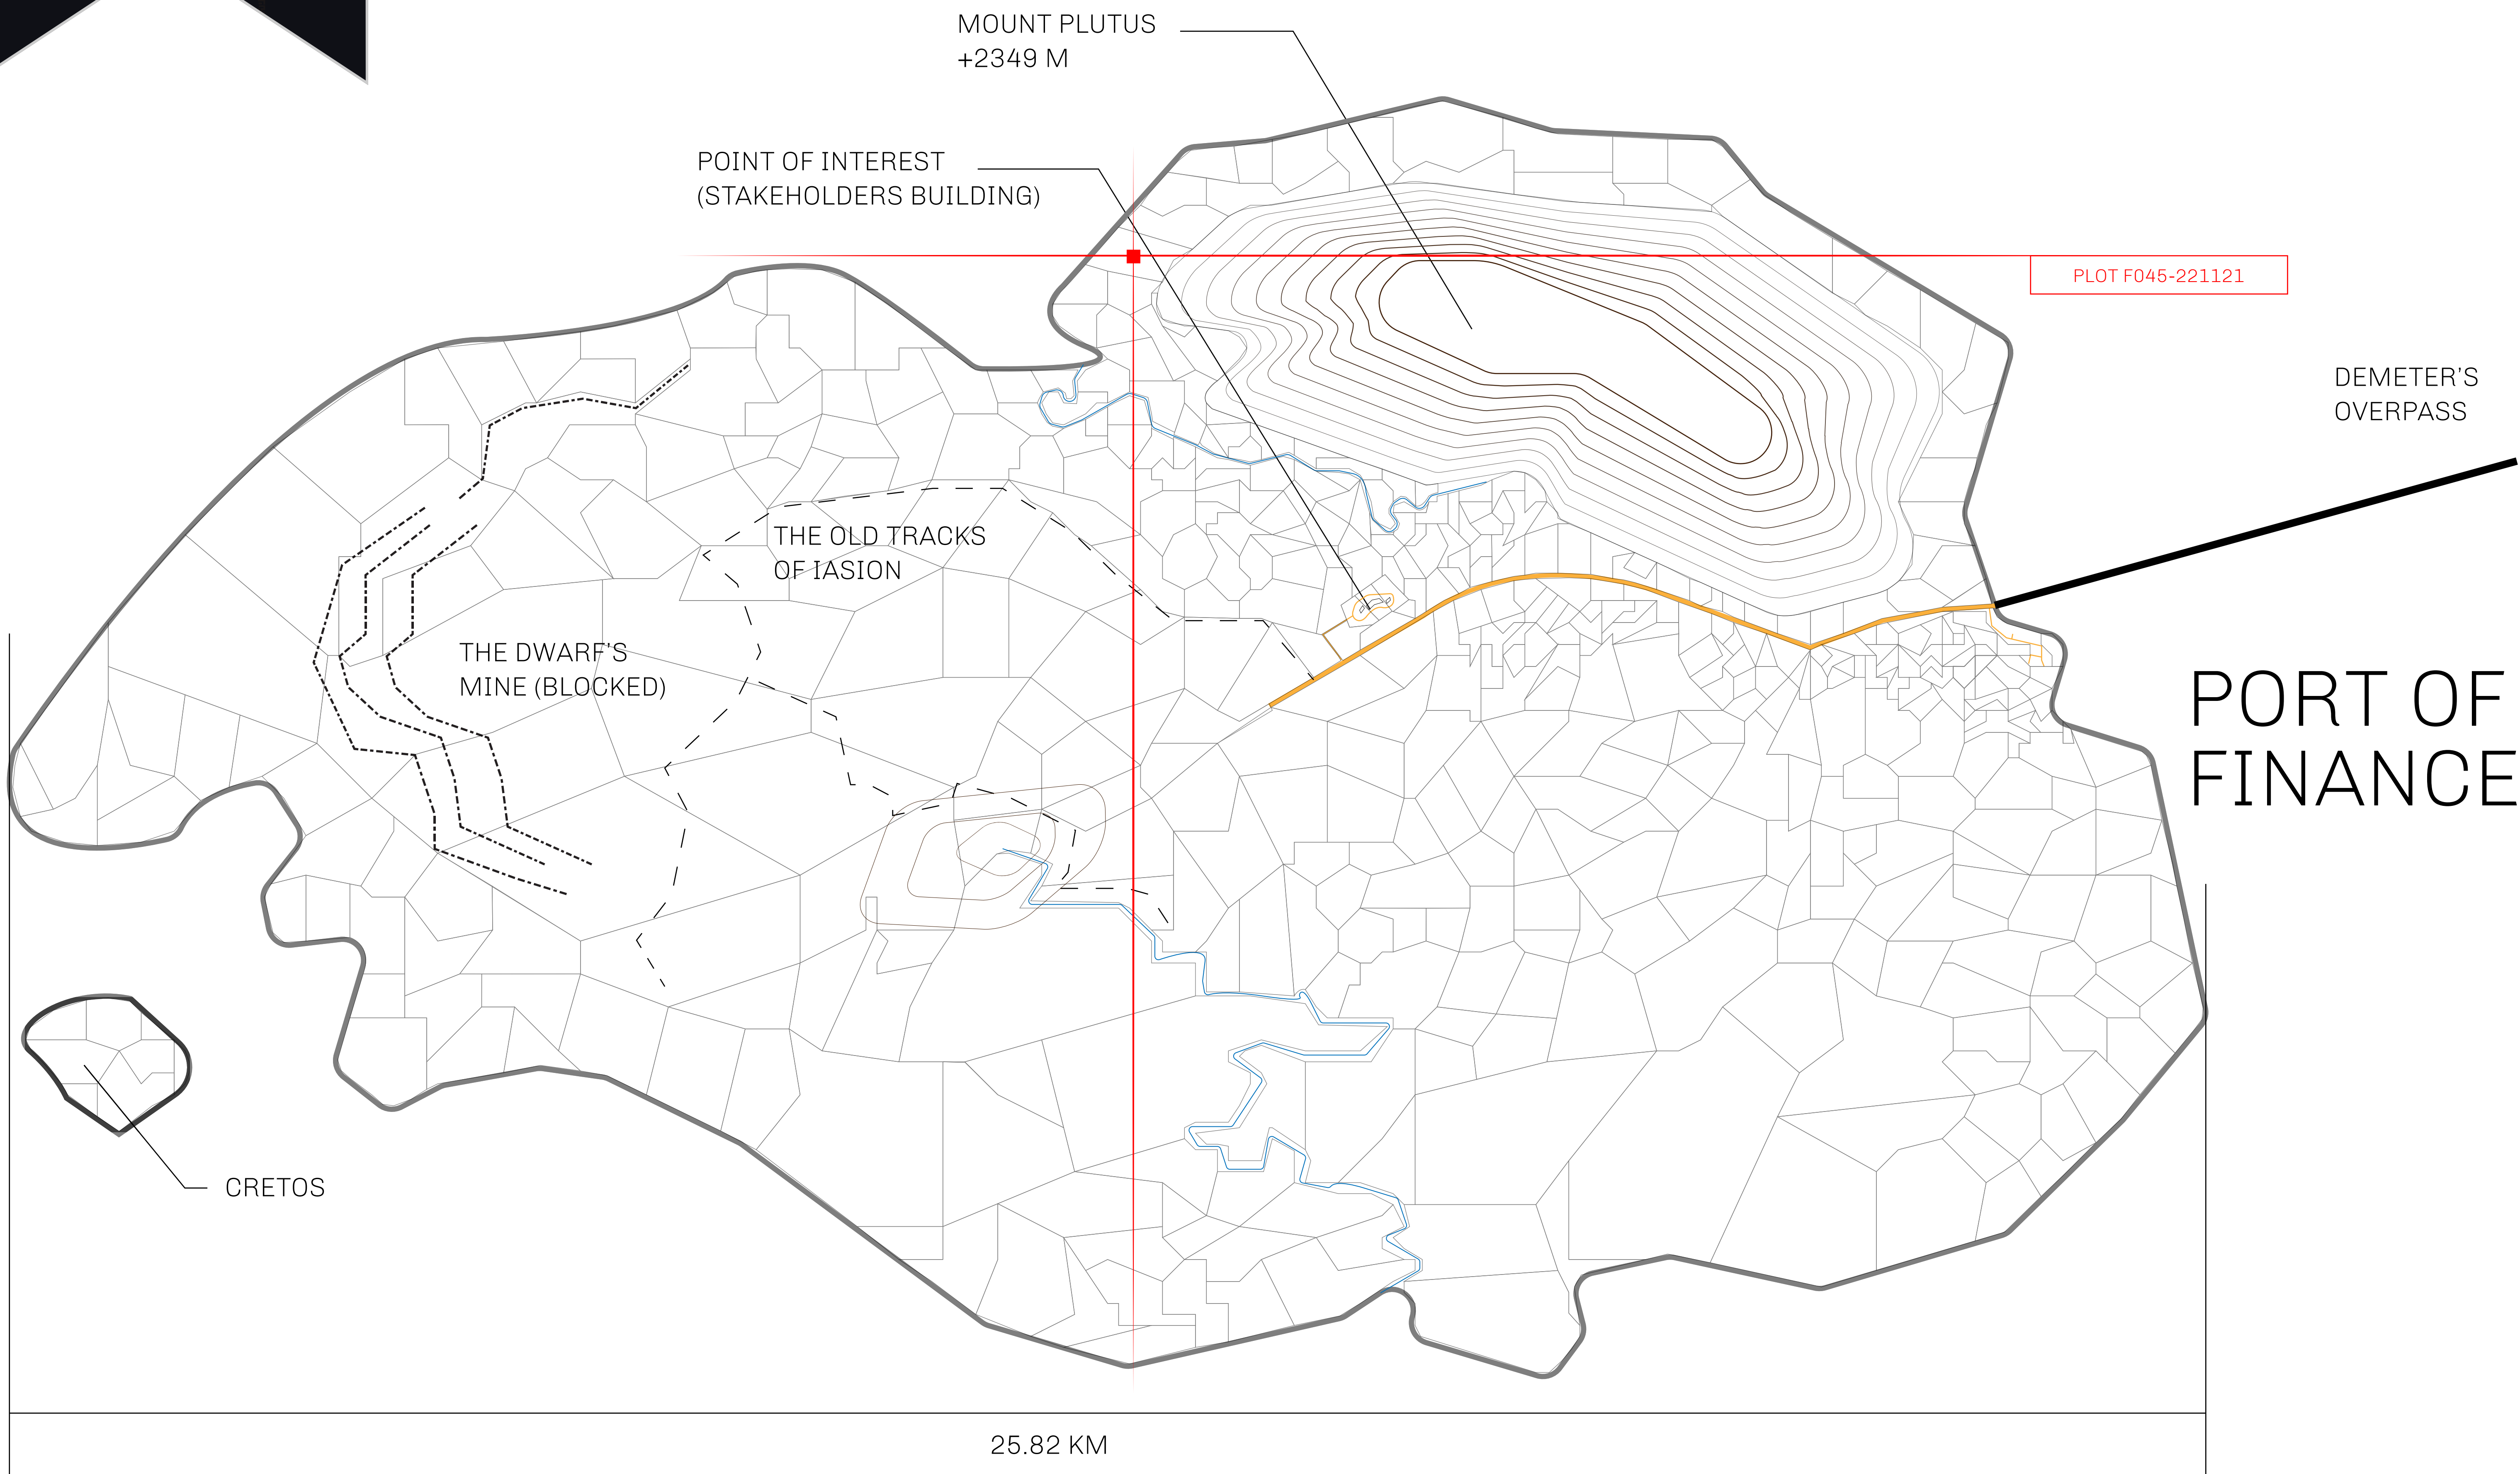 MOUNT PLUTUS
+2349 M
POINT OF INTEREST
(STAKEHOLDERS BUILDING)
PLOT F045-221121
DEMETER'S
OVERPASS
THE OLD TRACKS
OF IASION
THE DWARF'S
MINE (BLOCKED)
PORT OF
FINANCE
CRETOS
25.82 KM